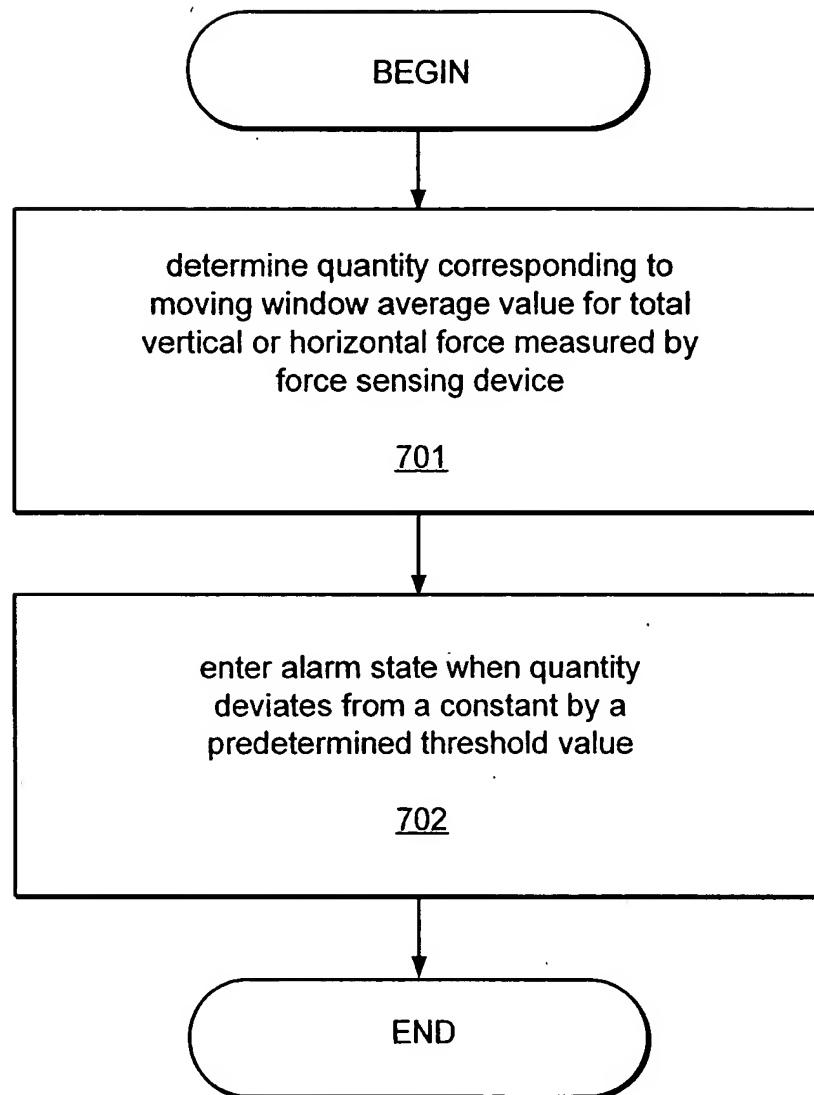 BEGIN
determine quantity corresponding to
moving window average value for total
vertical or horizontal force measured by
force sensing device
701
enter alarm state when quantity
deviates from a constant by a
predetermined threshold value
702
END